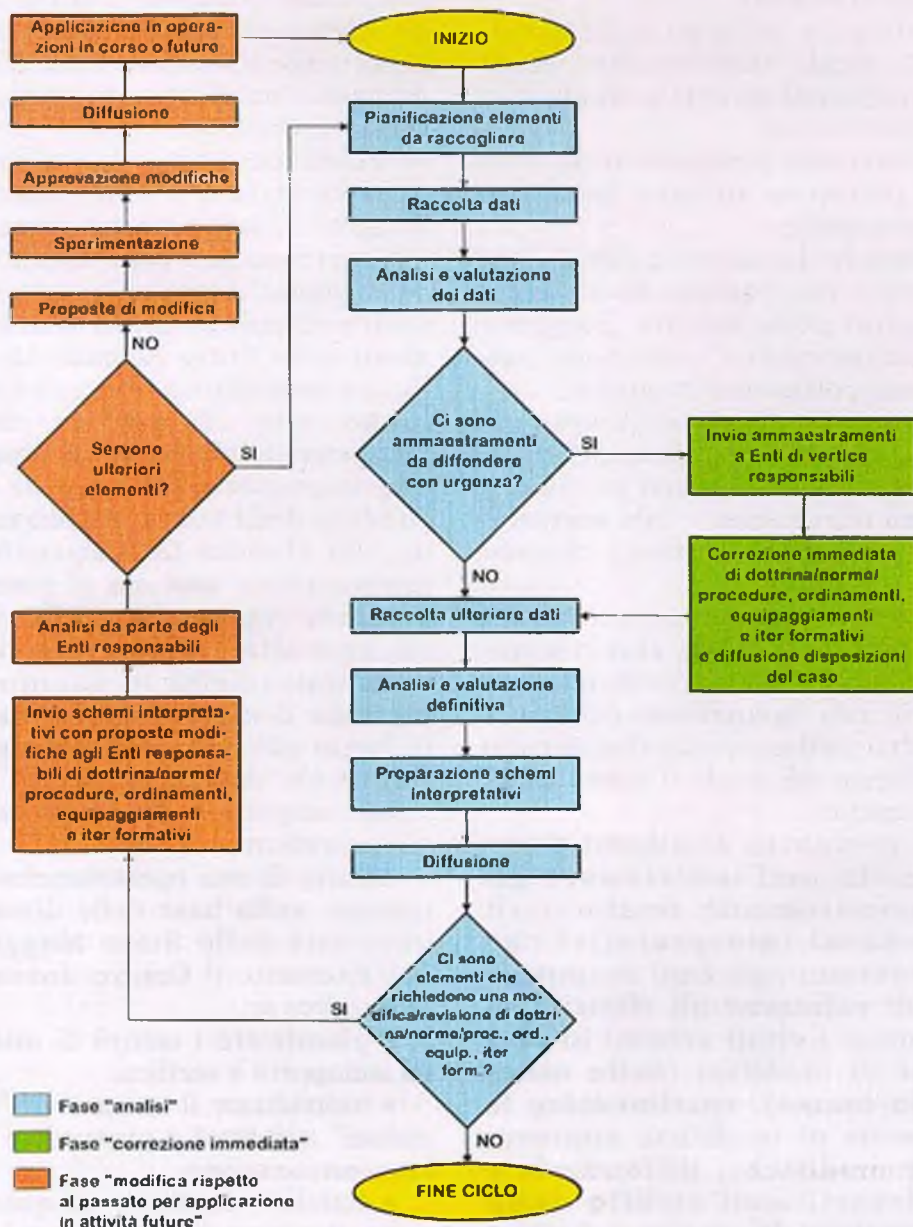 Applicazione in opera-
zioni in corso o future
INIZIO
Diffusione
Pianificazione elementi
da raccogliere
Approvazione modifiche
Raccolta dati
Sperimentazione
Analisi e valutazione
dei dati
Proposte di modifica
NO
Servono
ulteriori
elementi?
SI
Ci sono
ammaestramenti
da diffondere
con urgenza?
SI
Invio ammaestramenti
a Enti di vertice
responsabili
NO
Correzione immediata
di dottrina/norme/
procedure, ordinamenti,
equipaggiamenti
e iter formativi
e diffusione disposizioni
del caso
Raccolta ulteriore dati
Analisi da parte degli
Enti responsabili
Analisi e valutazione
definitiva
Invio schemi interpreta-
tivi con proposte modi-
fiche agli Enti responsa-
bili di dottrina/norme/
procedure, ordinamenti,
equipaggiamenti
e iter formativi
Preparazione schemi
interpretativi
Diffusione
Ci sono
elementi che
richiedono una mo-
difica/revisione di dottri-
na/norme/proc. ord.,
equip., iter
form.?
SI
NO
FINE CICLO
Fase "analisi"
Fase "correzione immediata"
Fase "modifica rispetto
al passato per applicazione
in attività future"